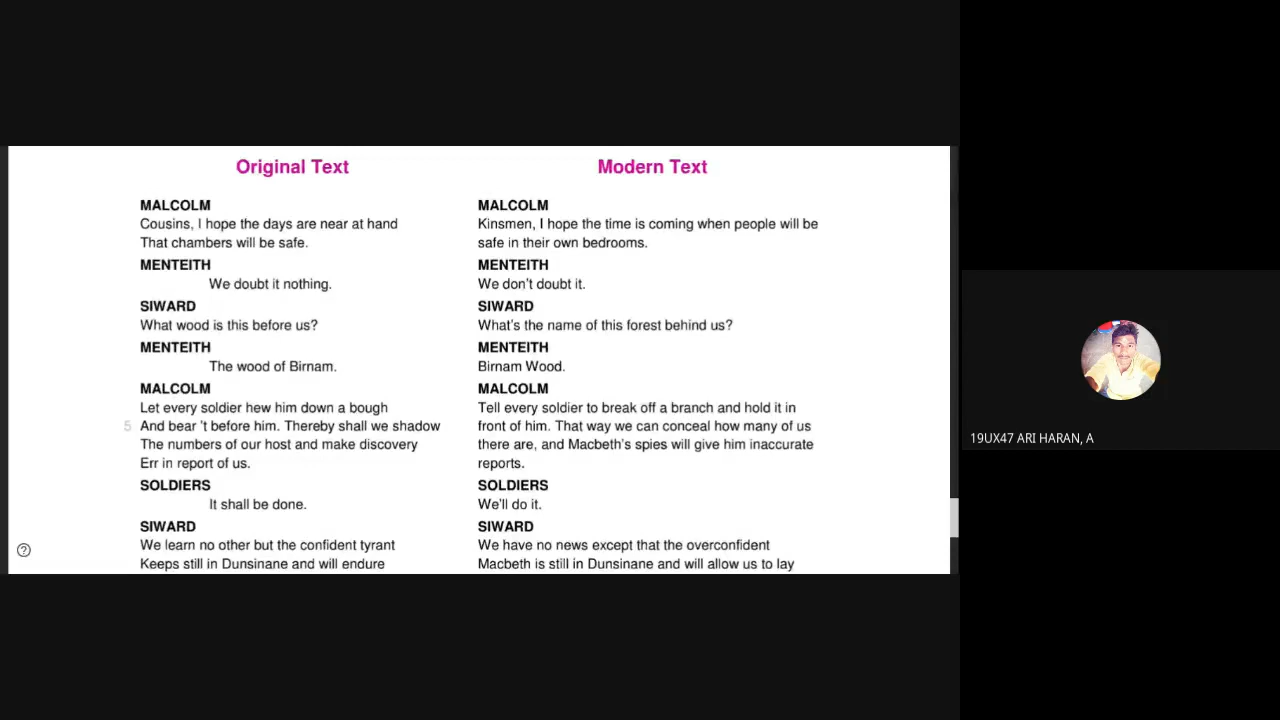 Original Text
MALCOLM
Cousins, I hope the days are near at hand
That chambers will be safe.
MENTEITH
We doubt it nothing.
SIWARD
What wood is this before us?
MENTEITH
The wood of Birnam.
MALCOLM
Let every soldier hew him down a bough
5 And bear 't before him. Thereby shall we shadow
The numbers of our host and make discovery
Err in report of us.
SOLDIERS
It shall be done.
SIWARD
We learn no other but the confident tyrant
Keeps still in Dunsinane and will endure
Modern Text
MALCOLM
Kinsmen, I hope the time is coming when people will be
safe in their own bedrooms.
MENTEITH
We don't doubt it.
SIWARD
What's the name of this forest behind us?
MENTEITH
Birnam Wood.
MALCOLM
Tell every soldier to break off a branch and hold it in
front of him. That way we can conceal how many of us
there are, and Macbeth's spies will give him inaccurate
reports.
SOLDIERS
We'll do it.
SIWARD
We have no news except that the overconfident
Macbeth is still in Dunsinane and will allow us to lay
19UX47 ARI HARAN, A